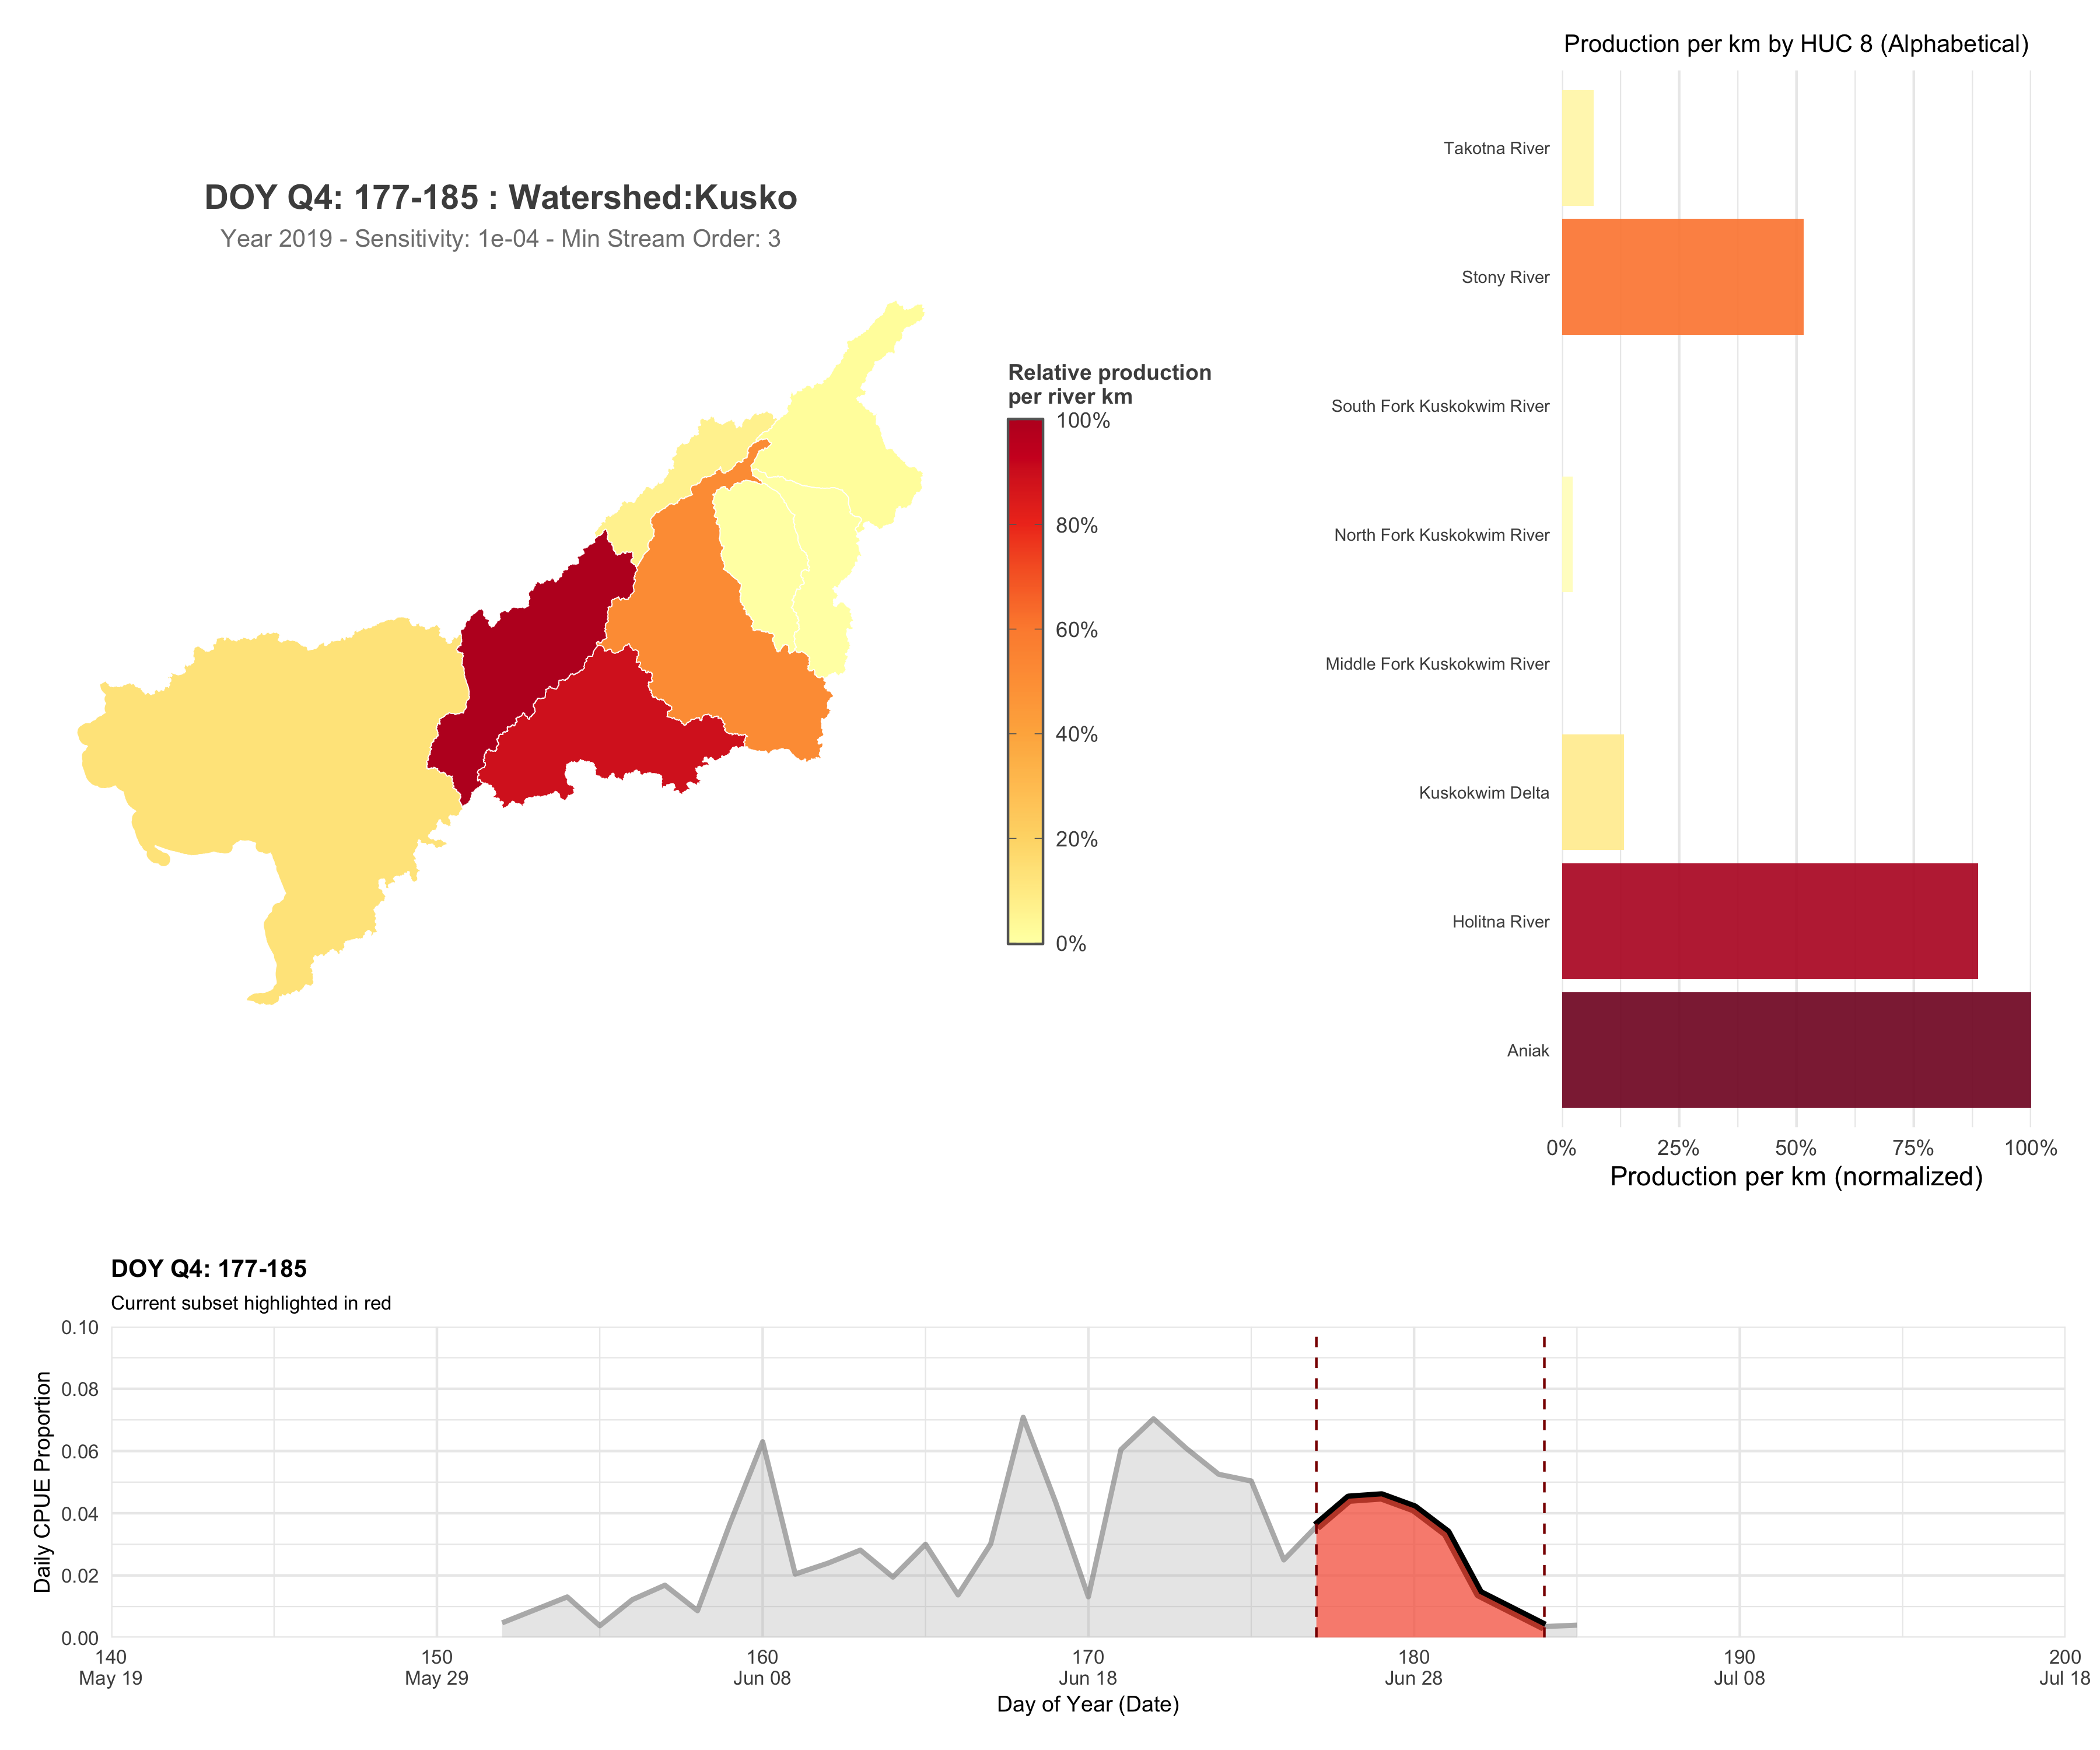 Production per km by HUC 8 (Alphabetical)
Takotna River
Stony River
South Fork Kuskokwim River
North Fork Kuskokwim River
Middle Fork Kuskokwim River
Kuskokwim Delta
Holitna River
Aniak
0% 25% 50% 75% 100%
Production per km (normalized)
DOY Q4: 177-185 : Watershed:Kusko
Year 2019 - Sensitivity: 1e-04 - Min Stream Order: 3
Relative production
per river km
100%
80%
60%
40%
20%
0%
DOY Q4: 177-185
Current subset highlighted in red
Daily CPUE Proportion
0.10
0.08
0.06
0.04
0.02
0.00
140 150 160 170 180 190 200
May 19 May 29 Jun 08 Jun 18 Jun 28 Jul 08 Jul 18
Day of Year (Date)